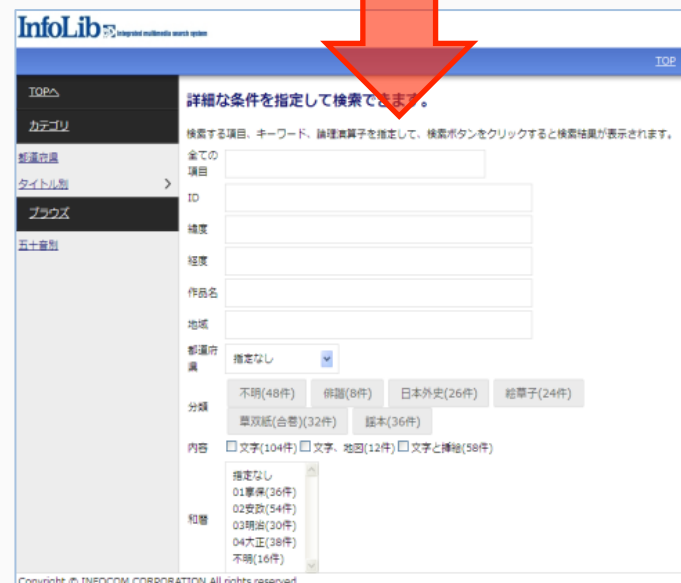 InfoLib integrated multimedia search system
TOP
TOPへ
カテゴリ
都道府県
タイトル別
ブラウズ
五十音別
詳細な条件を指定して検索できます。
検索する項目、キーワード、論理演算子を指定して、検索ボタンをクリックすると検索結果が表示されます。
全ての
項目
ID
緯度
経度
作品名
地域
都道府
県
指定なし
分類
不明(48件) 俳諧(8件) 日本外史(26件) 絵草子(24件)
草双紙(合巻)(32件) 謡本(36件)
内容
文字(104件) 文字、地図(12件) 文字と挿絵(58件)
和暦
指定なし
01享保(36件)
02安政(54件)
03明治(30件)
04大正(38件)
不明(16件)
Copyright © INFOCOM CORPORATION All rights reserved